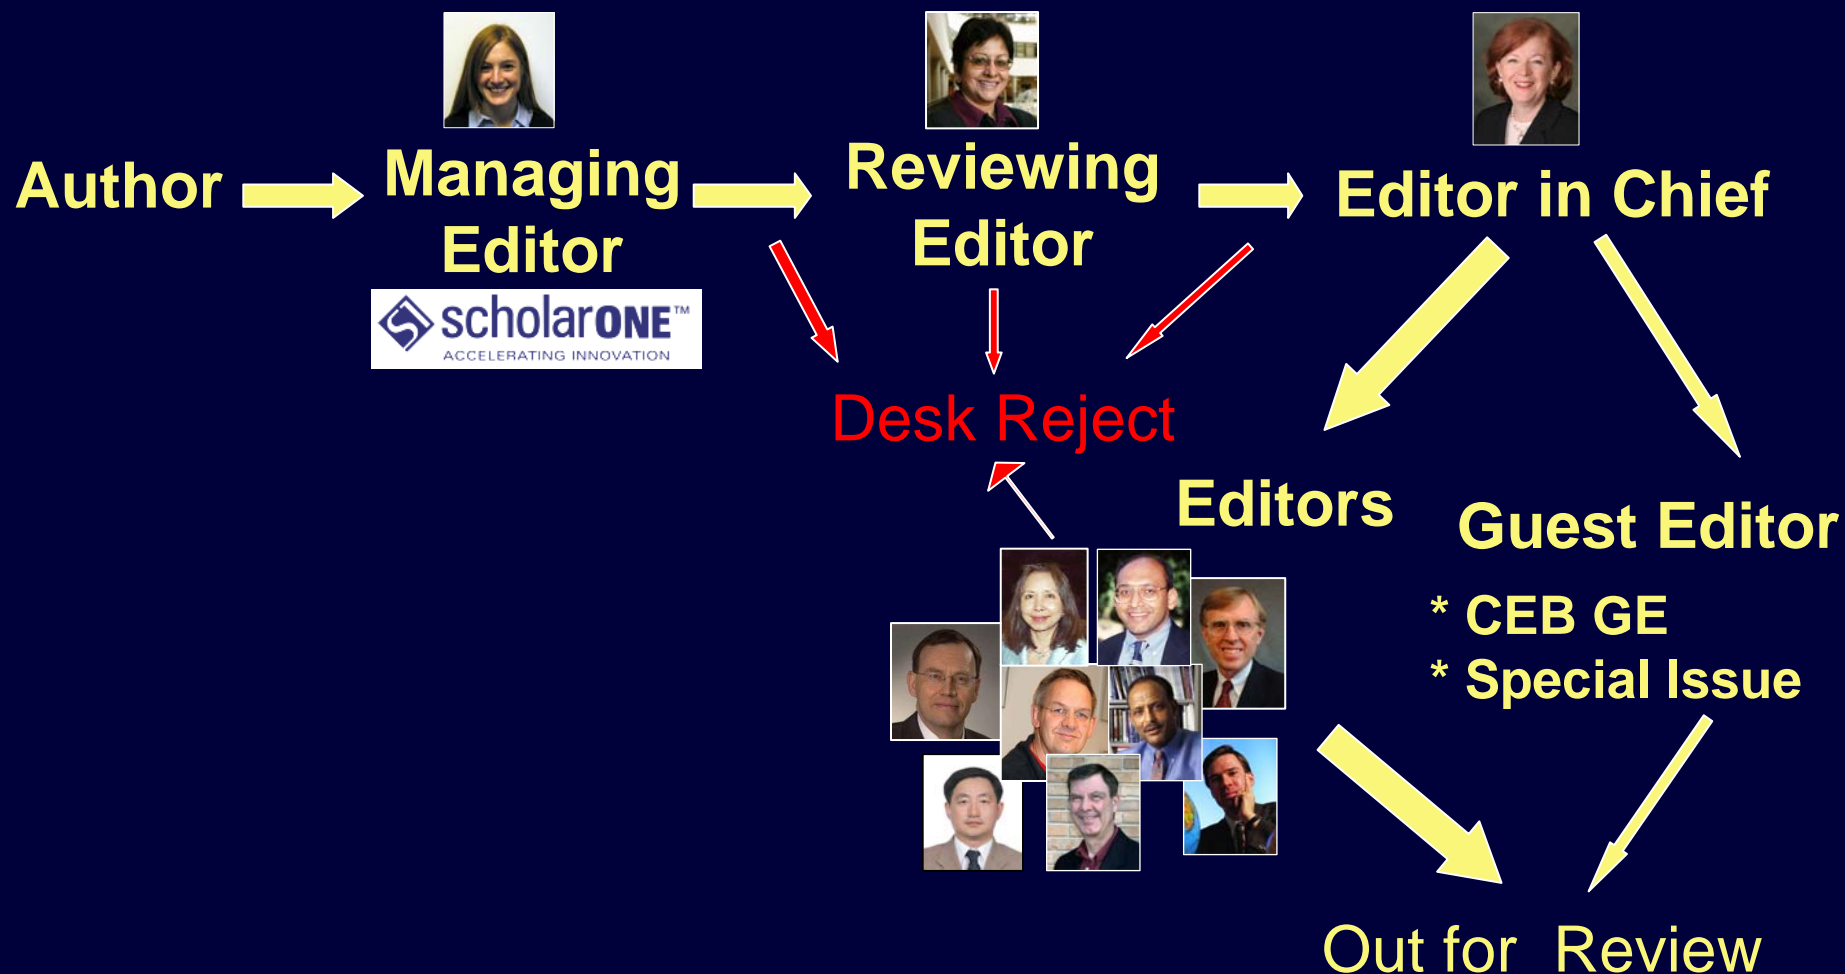 Author
Managing
Editor
scholarONE™
ACCELERATING INNOVATION
Reviewing
Editor
Editor in Chief
Desk Reject
Editors
Guest Editor
* CEB GE
* Special Issue
Out for Review